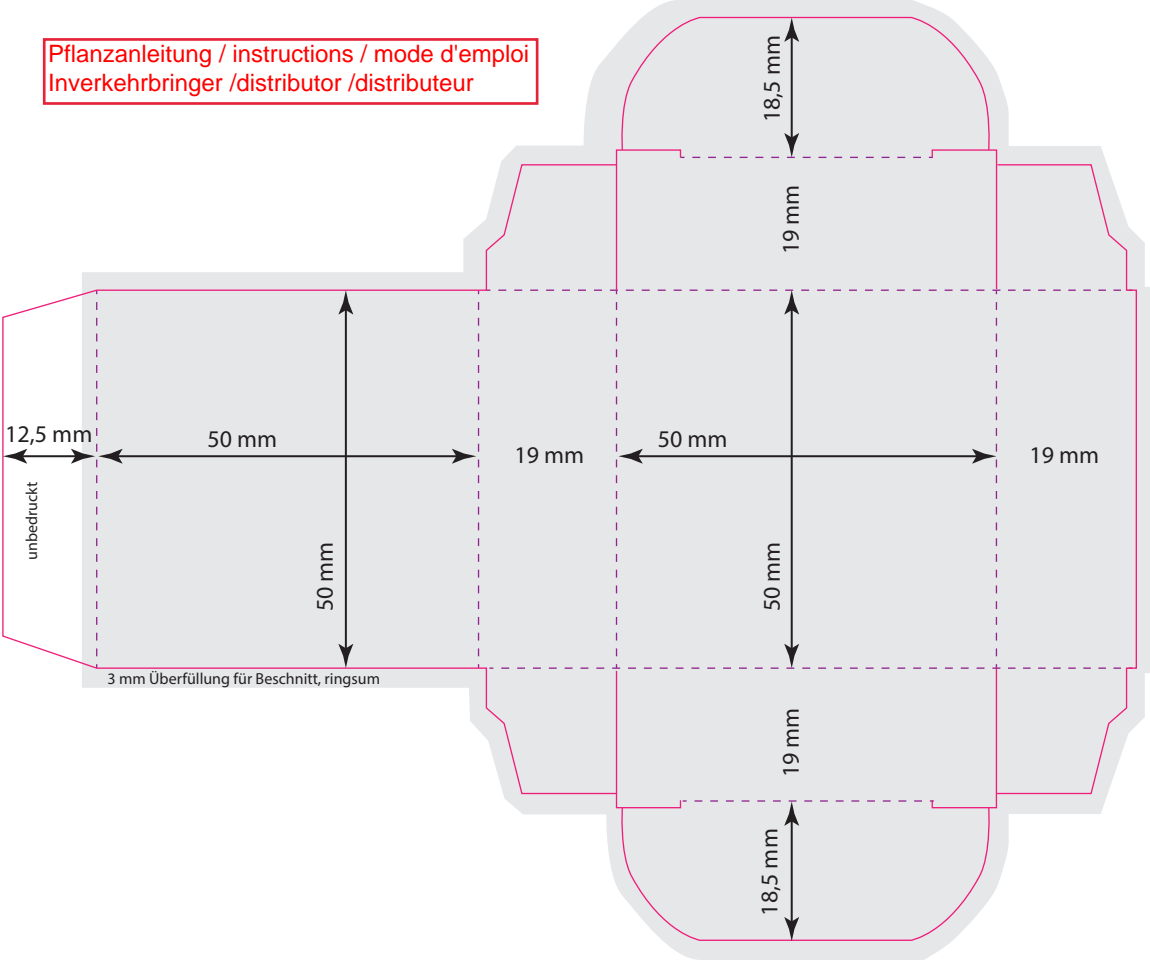 Pflanzanleitung / instructions / mode d'emploi
Inverkehrbringer /distributor /distributeur
18,5 mm
19 mm
12,5 mm
50 mm
19 mm
50 mm
19 mm
unbedruckt
50 mm
50 mm
3 mm Überfüllung für Beschnitt, ringsum
19 mm
18,5 mm